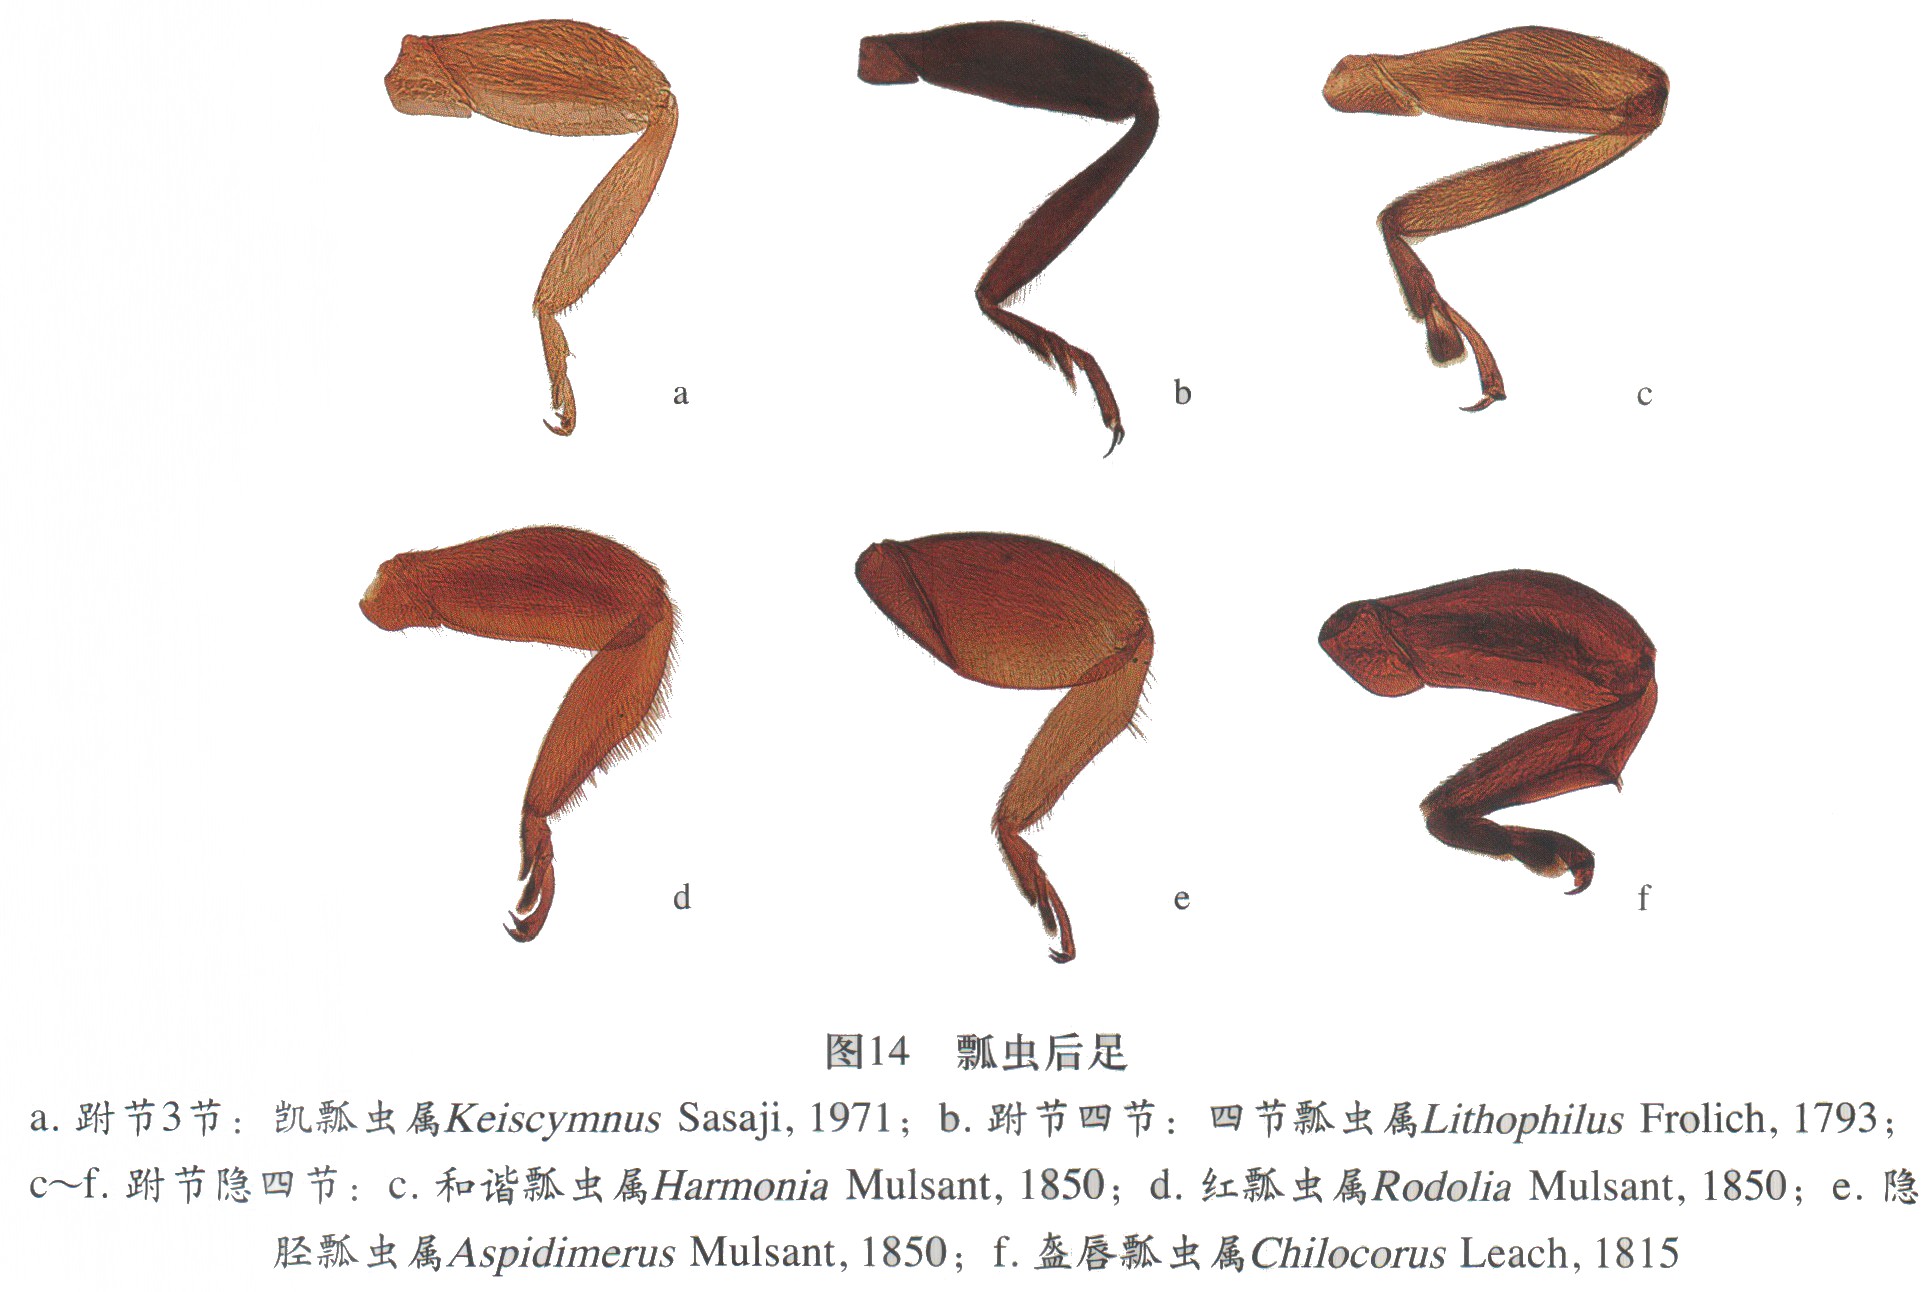 a
b
c
d
e
f
图14 瓢虫后足
a. 跗节3节：凯瓢虫属Keiscymnus Sasaji, 1971；b. 跗节四节：四节瓢虫属Lithophilus Frolich, 1793；
c～f. 跗节隐四节：c. 和谐瓢虫属Harmonia Mulsant, 1850；d. 红瓢虫属Rodolia Mulsant, 1850；e. 隐
胫瓢虫属Aspidimerus Mulsant, 1850；f. 盔唇瓢虫属Chilocorus Leach, 1815